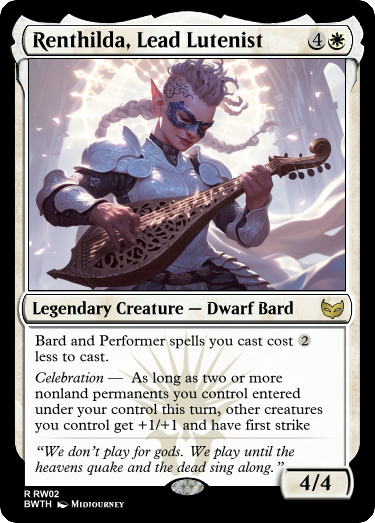 Renthilda, Lead Lutenist 4
Legendary Creature — Dwarf Bard
Bard and Performer spells you cast cost 2
less to cast.
Celebration — As long as two or more
nonland permanents you control entered
under your control this turn, other creatures
you control get +1/+1 and have first strike
“We don’t play for gods. We play until the
heavens quake and the dead sing along.”
4/4
R RW02
BWTH Midjourney